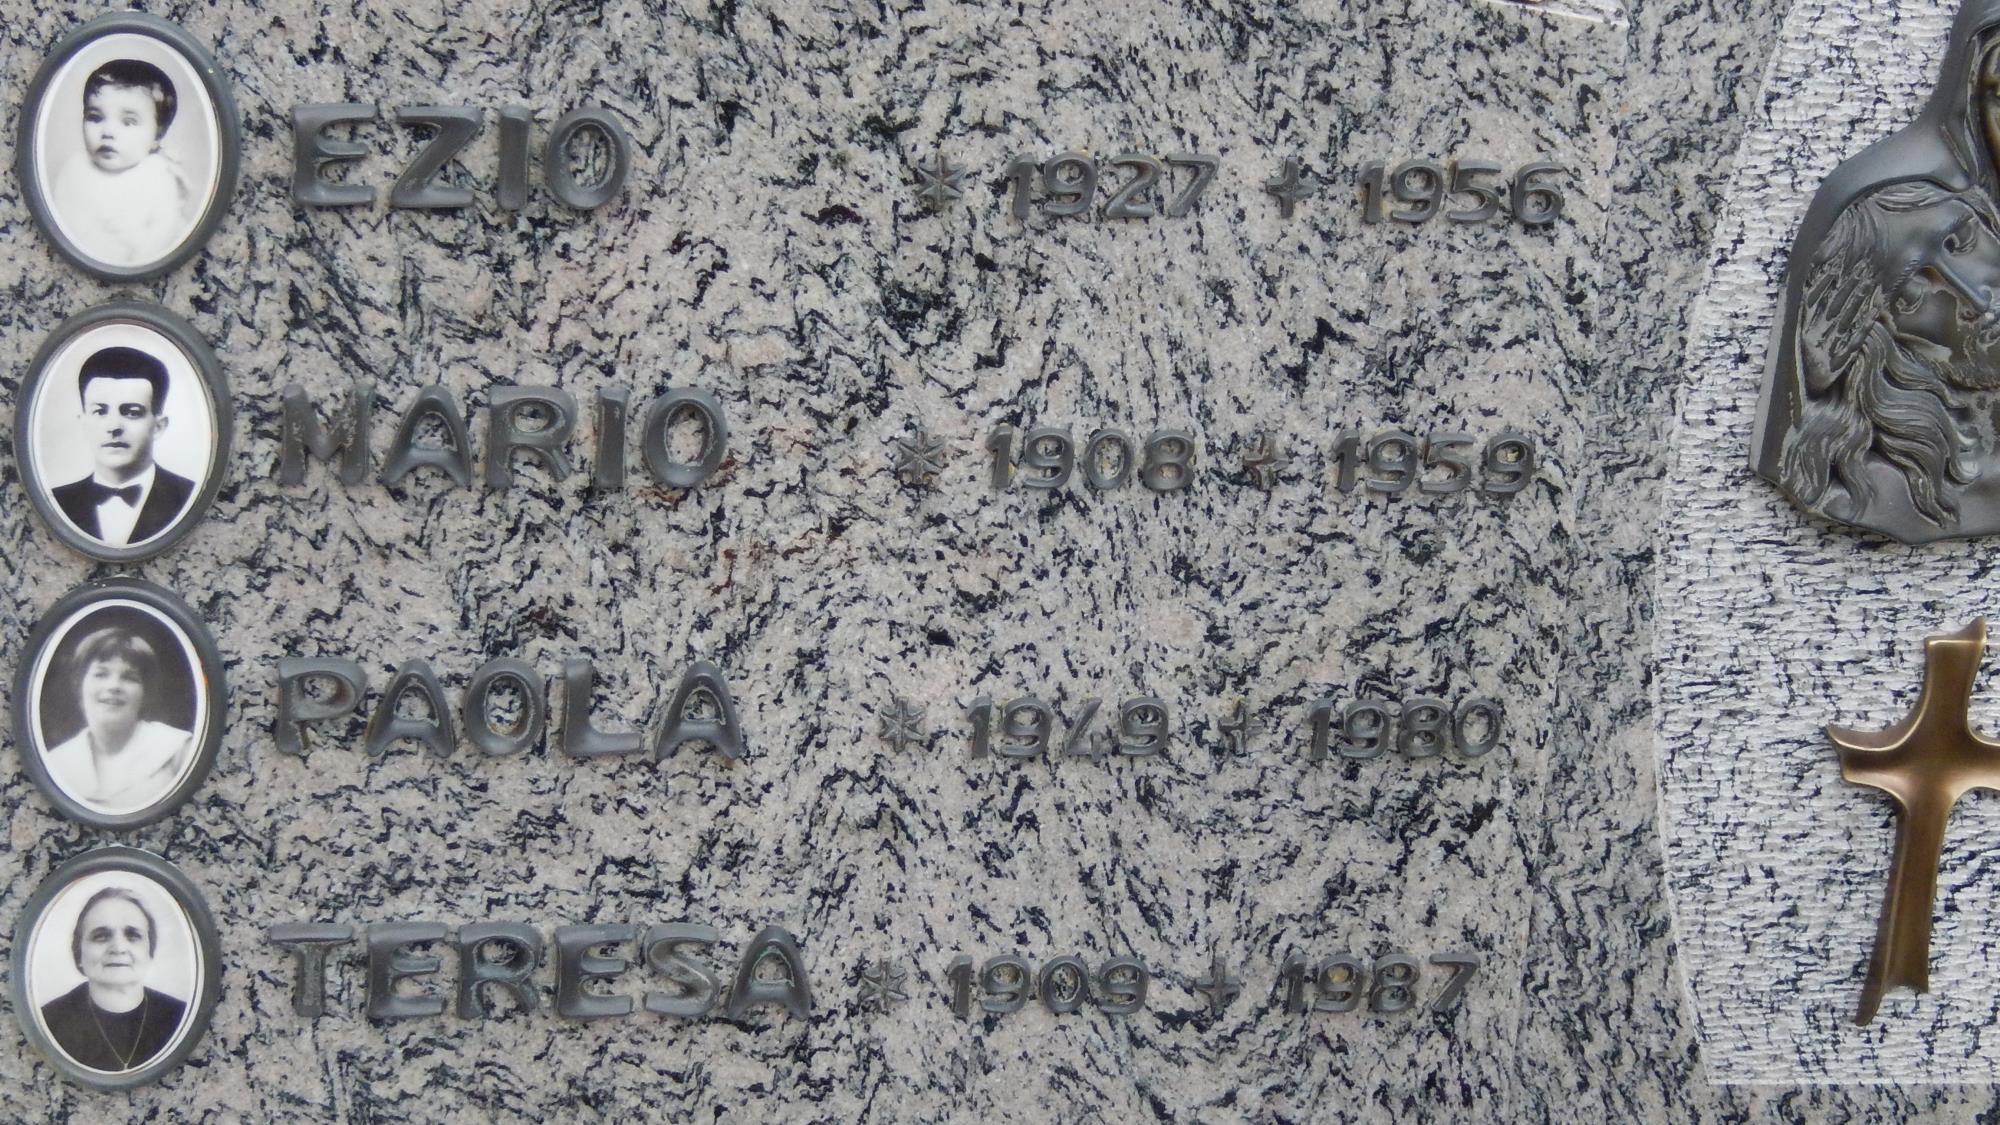 EZIO * 1927 ✝ 1956
MARIO * 1908 ✝ 1959
PAOLA * 1949 ✝ 1980
TERESA * 1909 ✝ 1987